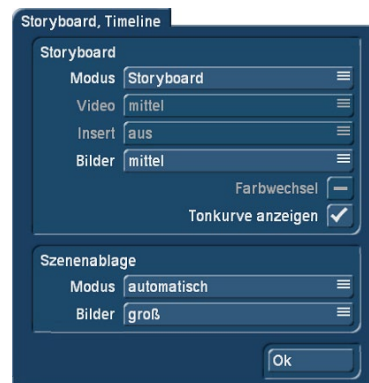 Storyboard, Timeline
Storyboard
Modus Storyboard
Video mittel
Insert aus
Bilder mittel
Farbwechsel
Tonkurve anzeigen
Szenenablage
Modus automatisch
Bilder groß
Ok